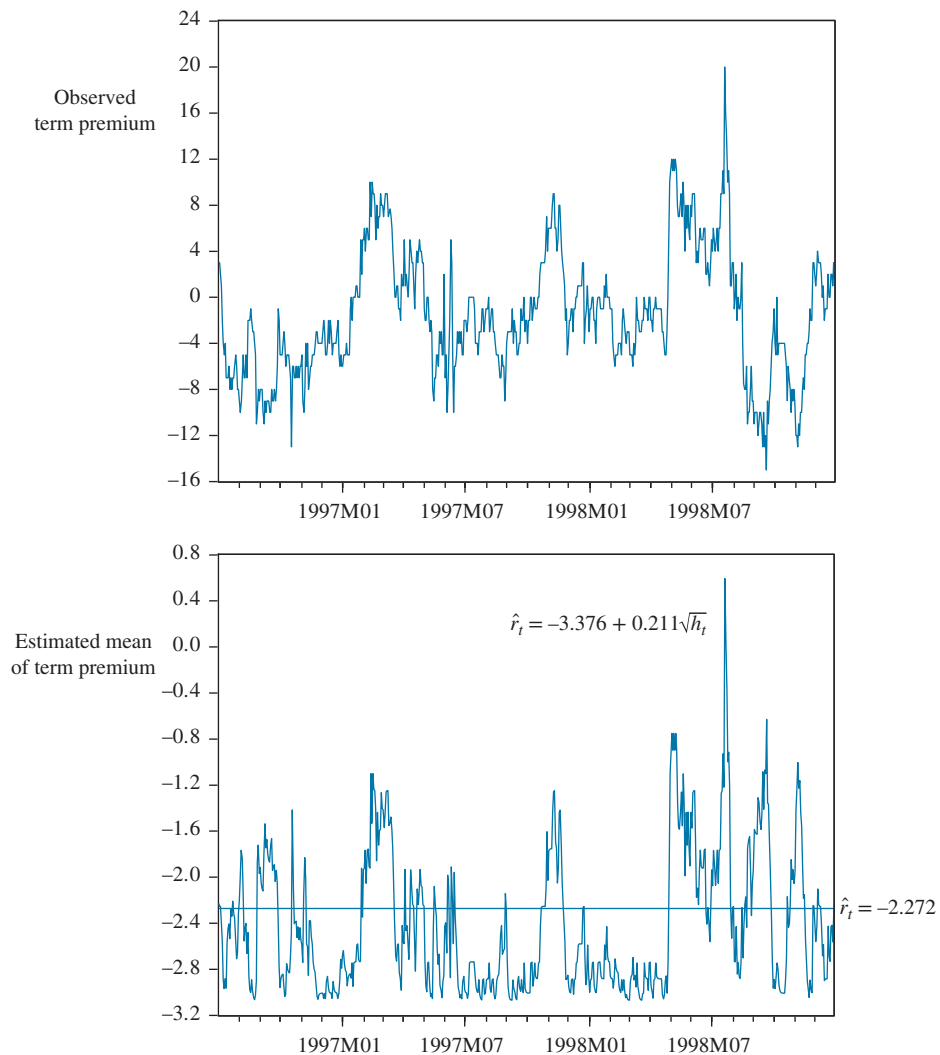 24
20
Observed
term premium
16
12
8
4
0
–4
–8
–12
–16
1997M01 1997M07 1998M01 1998M07
0.8
0.4
r̂ₜ = –3.376 + 0.211√hₜ
Estimated mean
of term premium
0.0
–0.4
–0.8
–1.2
–1.6
–2.0
r̂ₜ = –2.272
–2.4
–2.8
–3.2
1997M01 1997M07 1998M01 1998M07